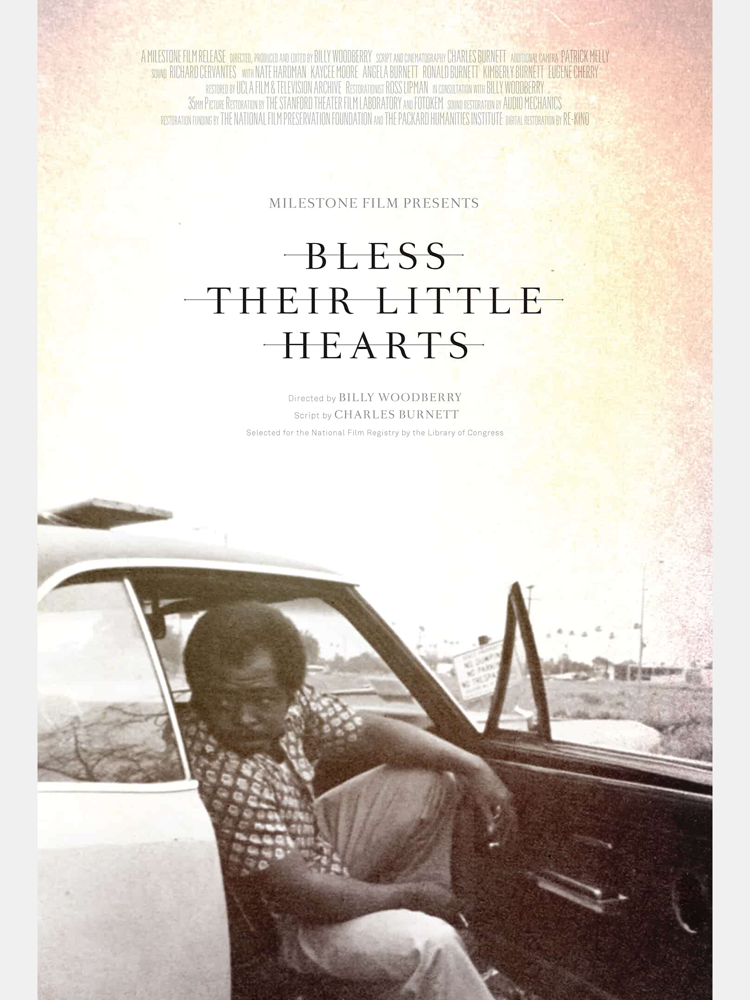 A MILESTONE FILM RELEASE DIRECTED, PRODUCED AND EDITED BY BILLY WOODBERRY SCRIPT AND CINEMATOGRAPHY CHARLES BURNETT ADDITIONAL CAMERA PATRICK MELLY
SOUND RICHARD CERVANTES WITH NATE HARDMAN KAYCEE MOORE ANGELA BURNETT RONALD BURNETT KIMBERLY BURNETT EUGENE CHERRY
RESTORED BY UCLA FILM & TELEVISION ARCHIVE RESTORATIONIST ROSS LIPMAN IN CONSULTATION WITH BILLY WOODBERRY
35MM PICTURE RESTORATION BY THE STANFORD THEATER FILM LABORATORY AND FOTOKEM SOUND RESTORATION BY AUDIO MECHANICS
RESTORATION FUNDING BY THE NATIONAL FILM PRESERVATION FOUNDATION AND THE PACKARD HUMANITIES INSTITUTE DIGITAL RESTORATION BY RE-KINO
MILESTONE FILM PRESENTS
BLESS
THEIR LITTLE
HEARTS
Directed by BILLY WOODBERRY
Script by CHARLES BURNETT
Selected for the National Film Registry by the Library of Congress
NO DUMPIN
NO PARKI
NO TRESPA